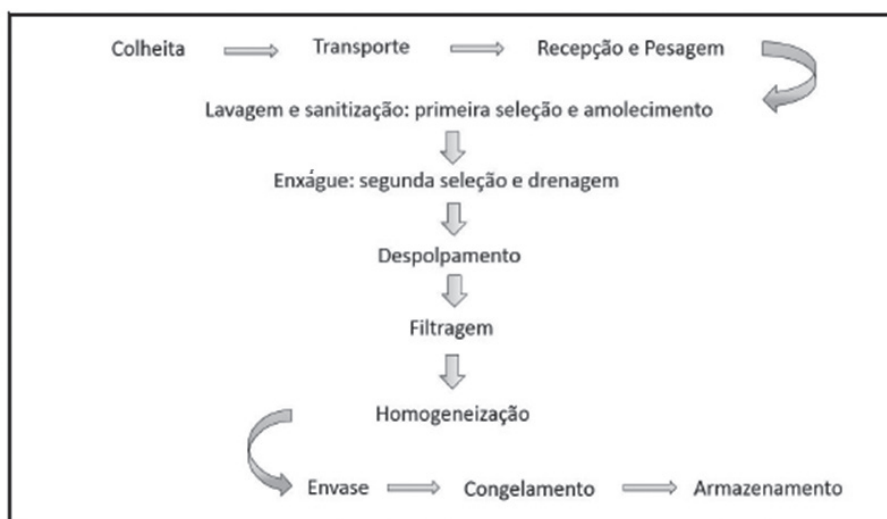 Colheita Transporte Recepção e Pesagem
Lavagem e sanitização: primeira seleção e amolecimento
Enxágue: segunda seleção e drenagem
Despolpamento
Filtragem
Homogeneização
Envase Congelamento Armazenamento